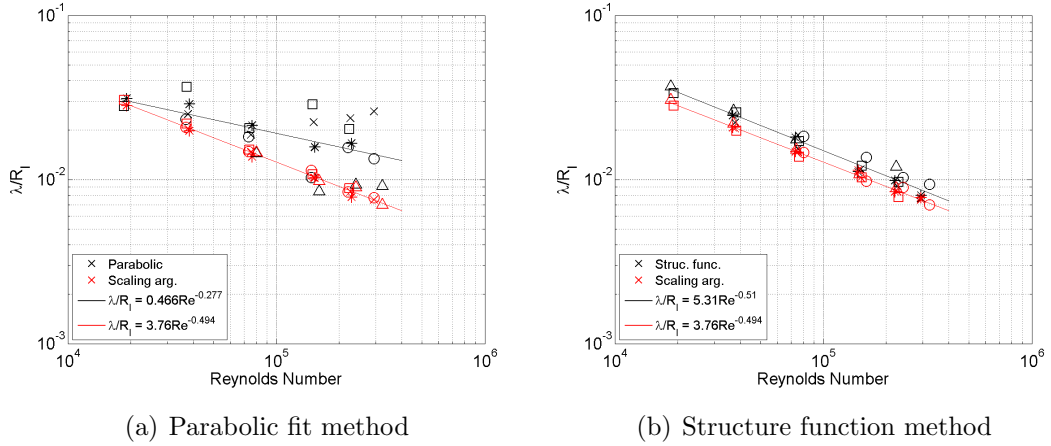 10^-1
10^-2
10^-3
λ/R_I
10^4
10^5
10^6
Reynolds Number
Parabolic
Scaling arg.
λ/R_I = 0.466Re^-0.277
λ/R_I = 3.76Re^-0.494
(a) Parabolic fit method
10^-1
10^-2
10^-3
λ/R_I
10^4
10^5
10^6
Reynolds Number
Struc. func.
Scaling arg.
λ/R_I = 5.31Re^-0.51
λ/R_I = 3.76Re^-0.494
(b) Structure function method